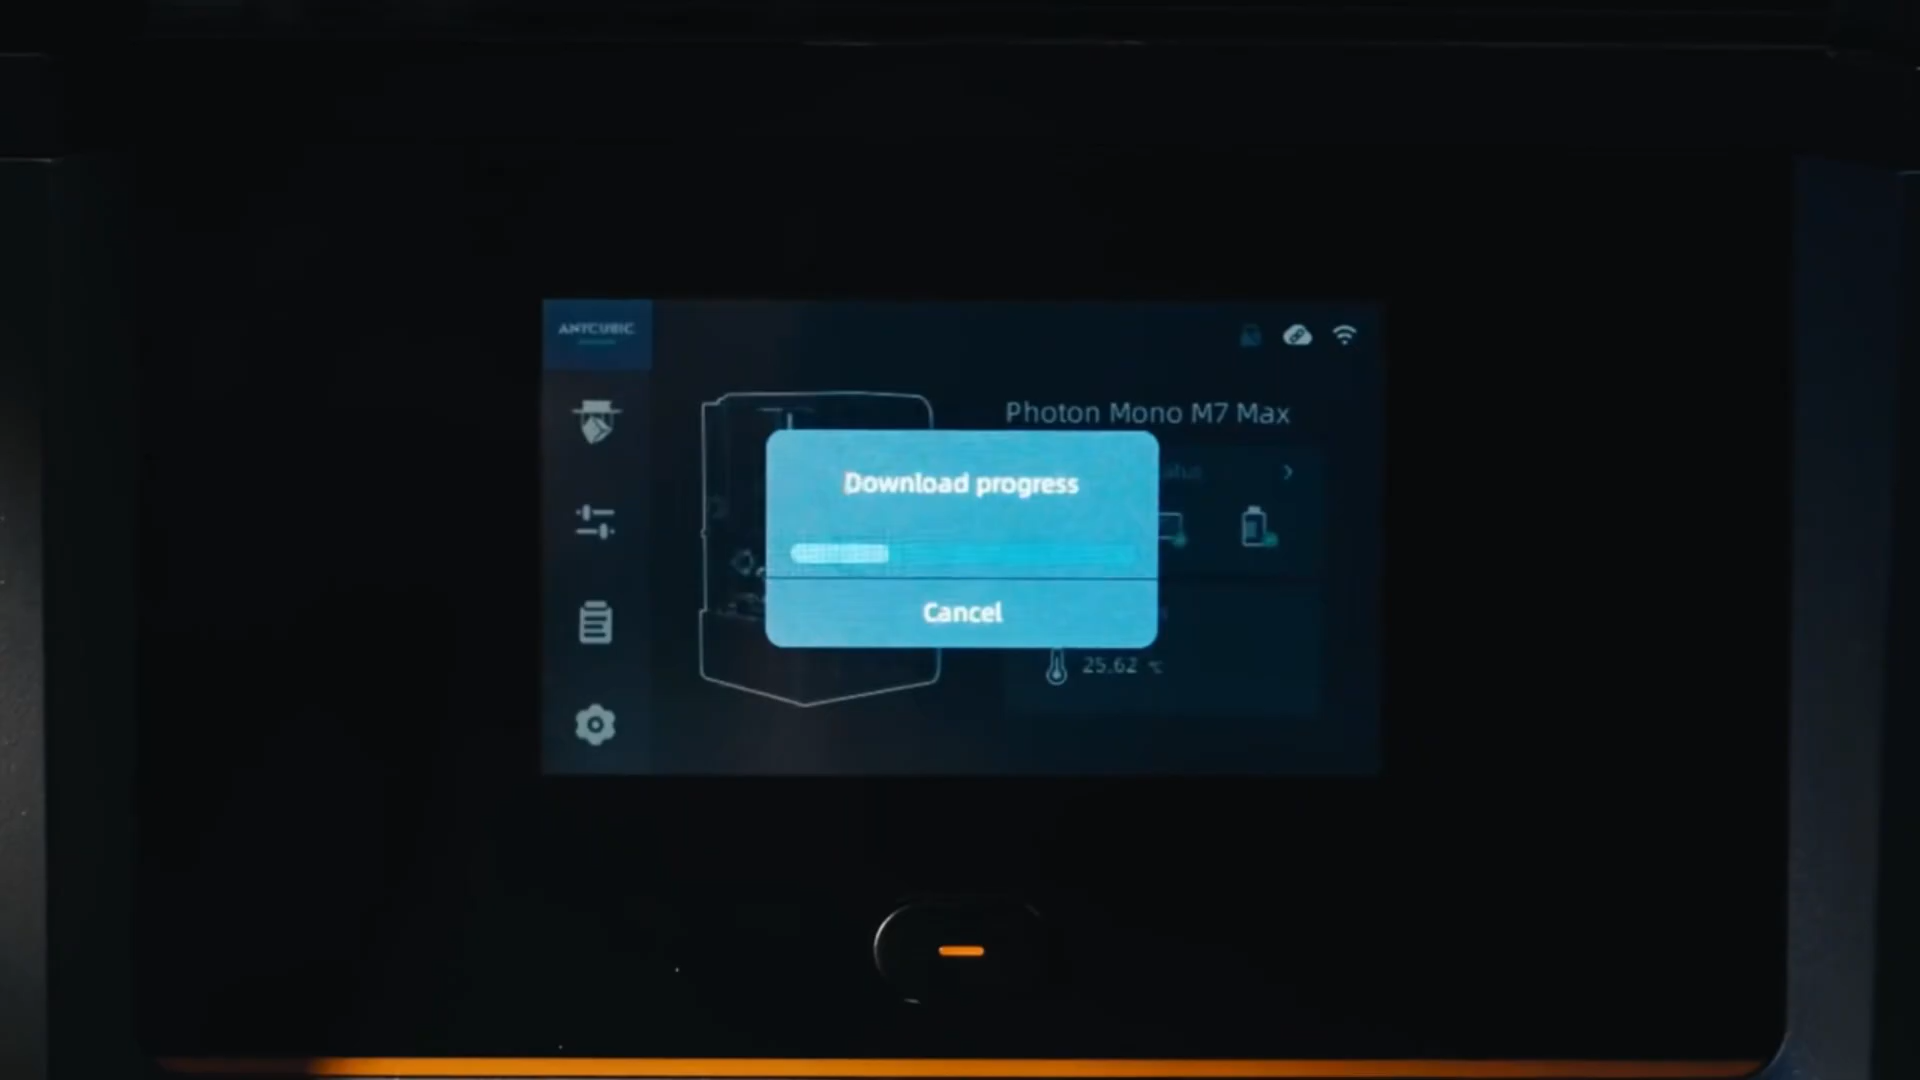 ANYCUBIC
Photon Mono M7 Max
Download progress
Cancel
25.62 ℃